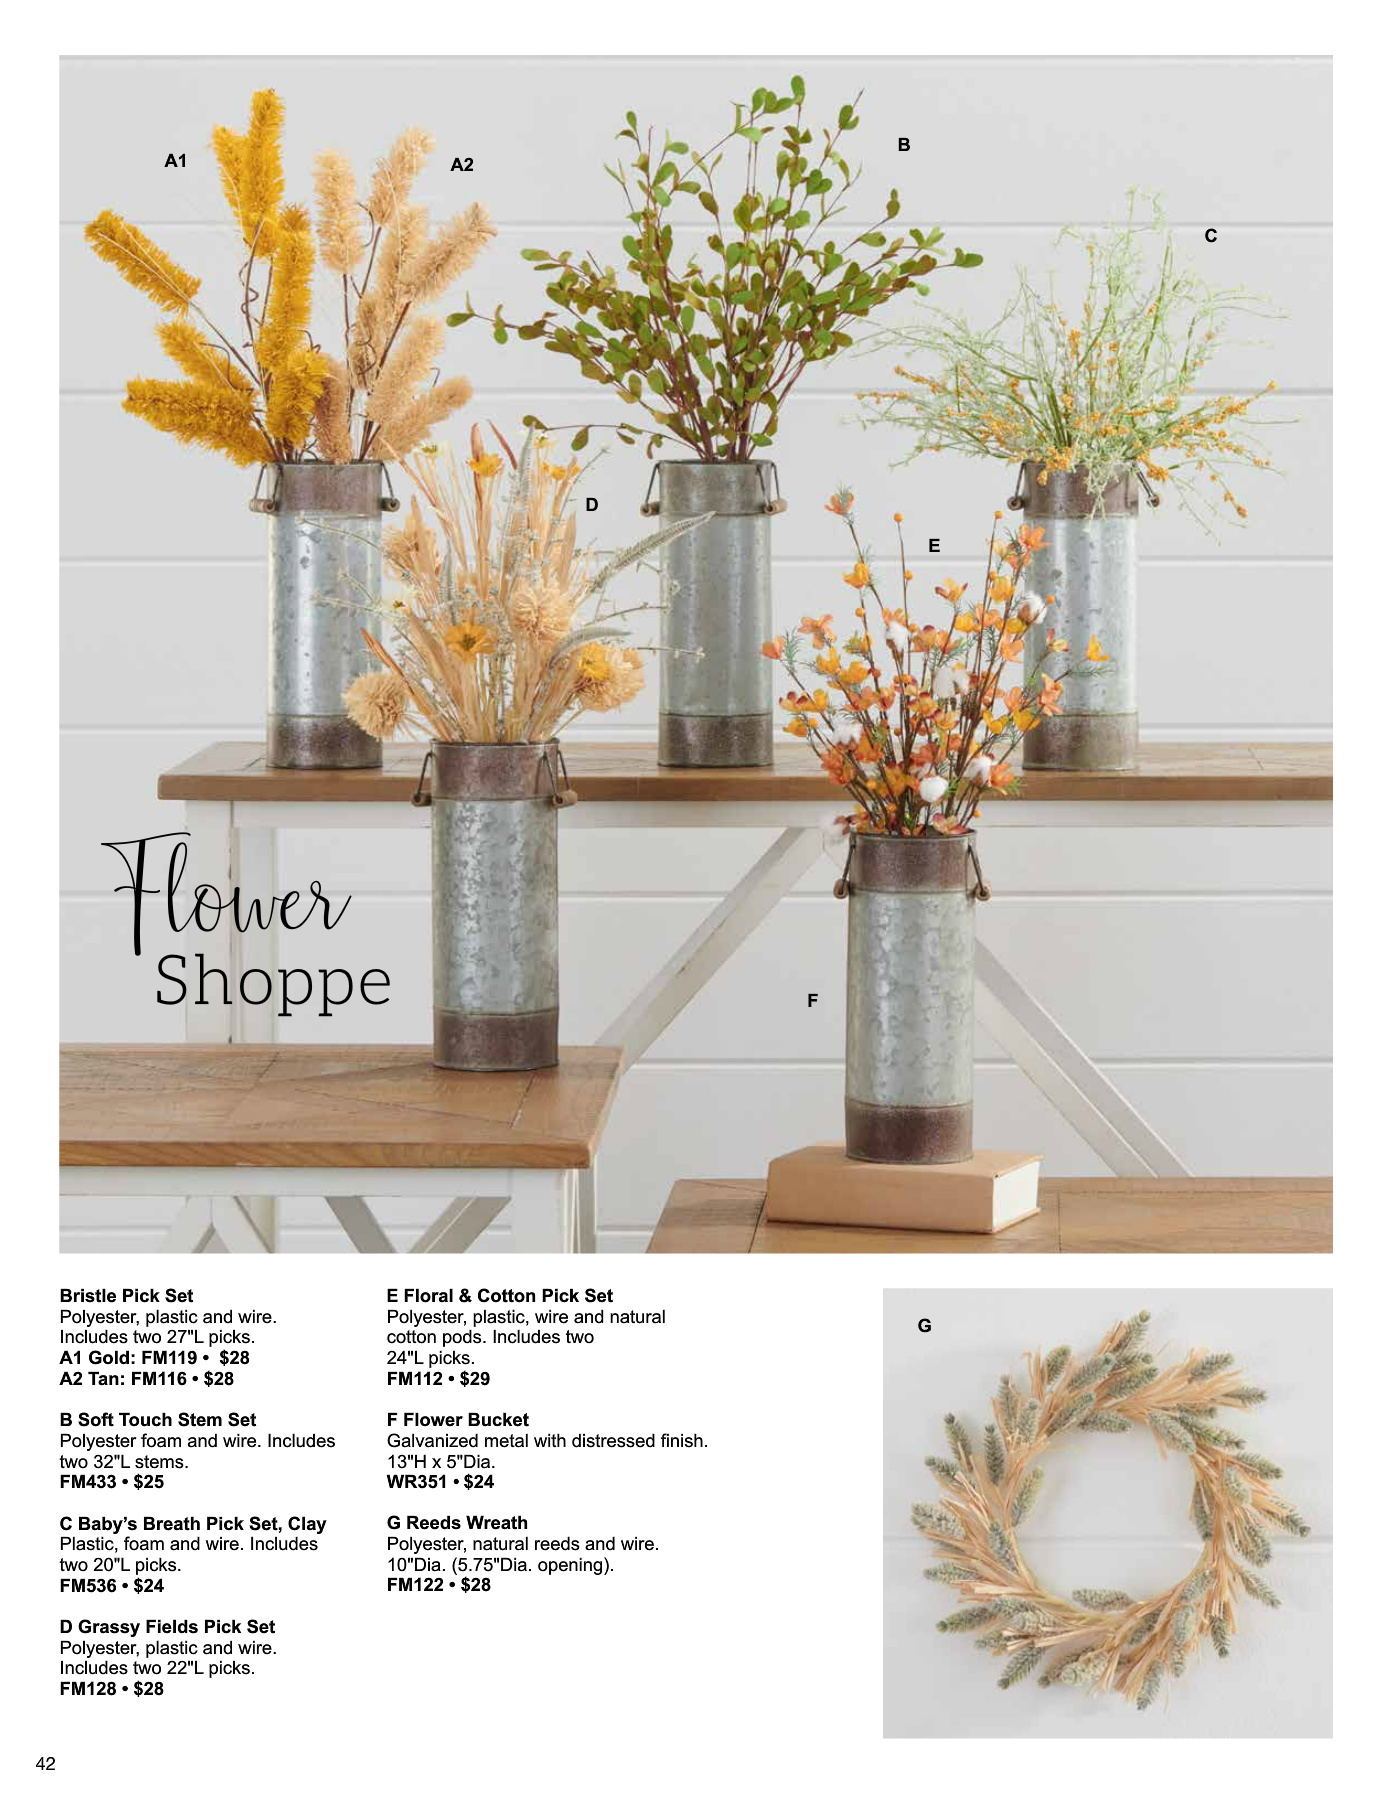 A1
A2
B
C
D
E
Flower
Shoppe
F
Bristle Pick Set
Polyester, plastic and wire.
Includes two 27"L picks.
A1 Gold: FM119 •  $28
A2 Tan: FM116 • $28
B Soft Touch Stem Set
Polyester foam and wire. Includes
two 32"L stems.
FM433 • $25
C Baby’s Breath Pick Set, Clay
Plastic, foam and wire. Includes
two 20"L picks.
FM536 • $24
D Grassy Fields Pick Set
Polyester, plastic and wire.
Includes two 22"L picks.
FM128 • $28
E Floral & Cotton Pick Set
Polyester, plastic, wire and natural
cotton pods. Includes two
24"L picks.
FM112 • $29
F Flower Bucket
Galvanized metal with distressed finish.
13"H x 5"Dia.
WR351 • $24
G Reeds Wreath
Polyester, natural reeds and wire.
10"Dia. (5.75"Dia. opening).
FM122 • $28
G
42